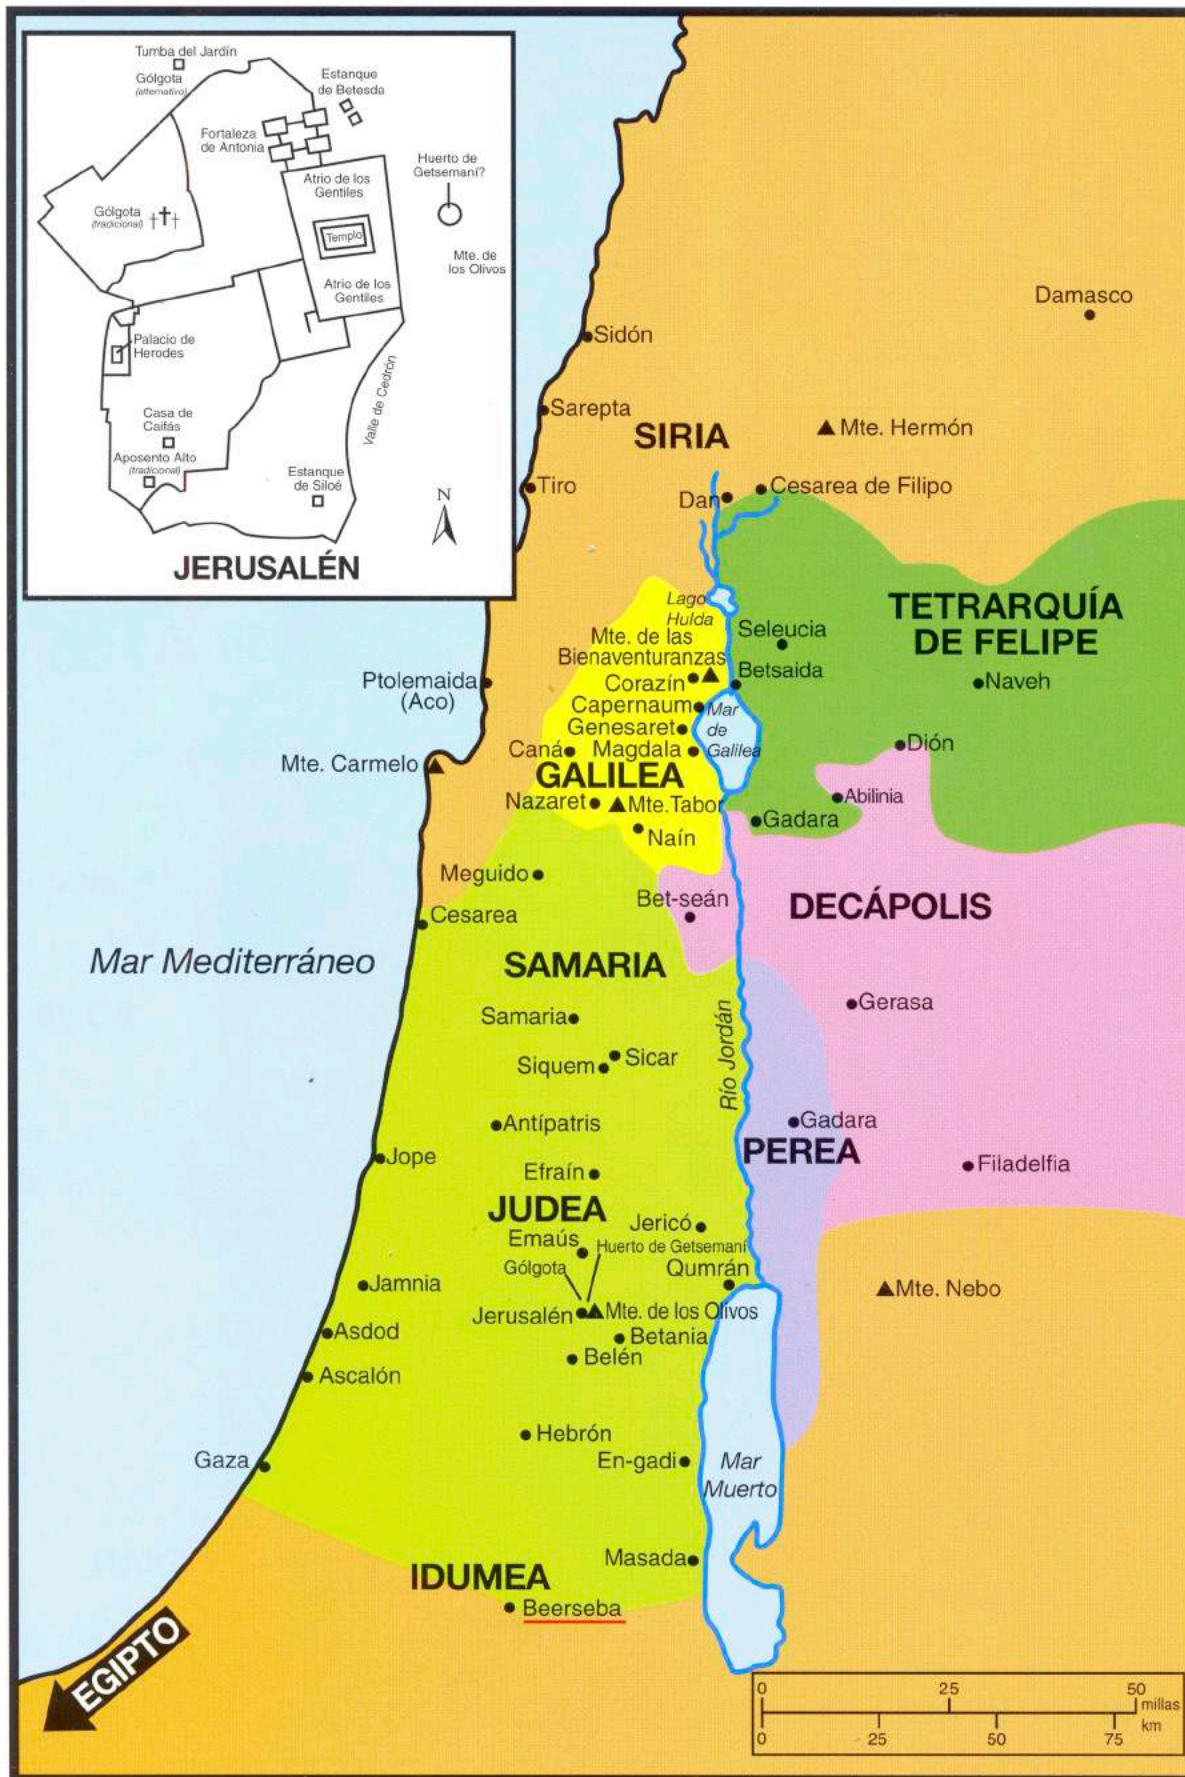 Tumba del Jardín
Gólgota
(alternativo)
Estanque
de Betesda
Fortaleza
de Antonia
Huerto de
Getsemaní?
Atrio de los
Gentiles
Gólgota
(tradicional)
Templo
Mte. de
los Olivos
Atrio de los
Gentiles
Palacio de
Herodes
Valle de Cedrón
Casa de
Caifás
Aposento Alto
(tradicional)
Estanque
de Siloé
N
JERUSALÉN
Damasco
Sidón
Sarepta
SIRIA
Mte. Hermón
Tiro
Dan
Cesarea de Filipo
Lago
Hulda
TETRARQUÍA
DE FELIPE
Seleucia
Mte. de las
Bienaventuranzas
Betsaida
Naveh
Ptolemaida
(Aco)
Corazín
Capernaum
Mar
de
Galilea
Genesaret
Caná
Magdala
Dión
Mte. Carmelo
GALILEA
Abilinia
Nazaret
Mte. Tabor
Gadara
Naín
Meguido
Bet-seán
DECÁPOLIS
Cesarea
Mar Mediterráneo
SAMARIA
Samaria
Gerasa
Río Jordán
Siquem
Sicar
Antípatris
Gadara
PEREA
Jope
Efraín
Filadelfia
JUDEA
Jericó
Emaús
Huerto de Getsemaní
Gólgota
Qumrán
Jamnia
Mte. Nebo
Jerusalén
Mte. de los Olivos
Asdod
Betania
Belén
Ascalón
Hebrón
Gaza
En-gadi
Mar
Muerto
Masada
IDUMEA
Beerseba
EGIPTO
0 25 50
millas
km
0 25 50 75